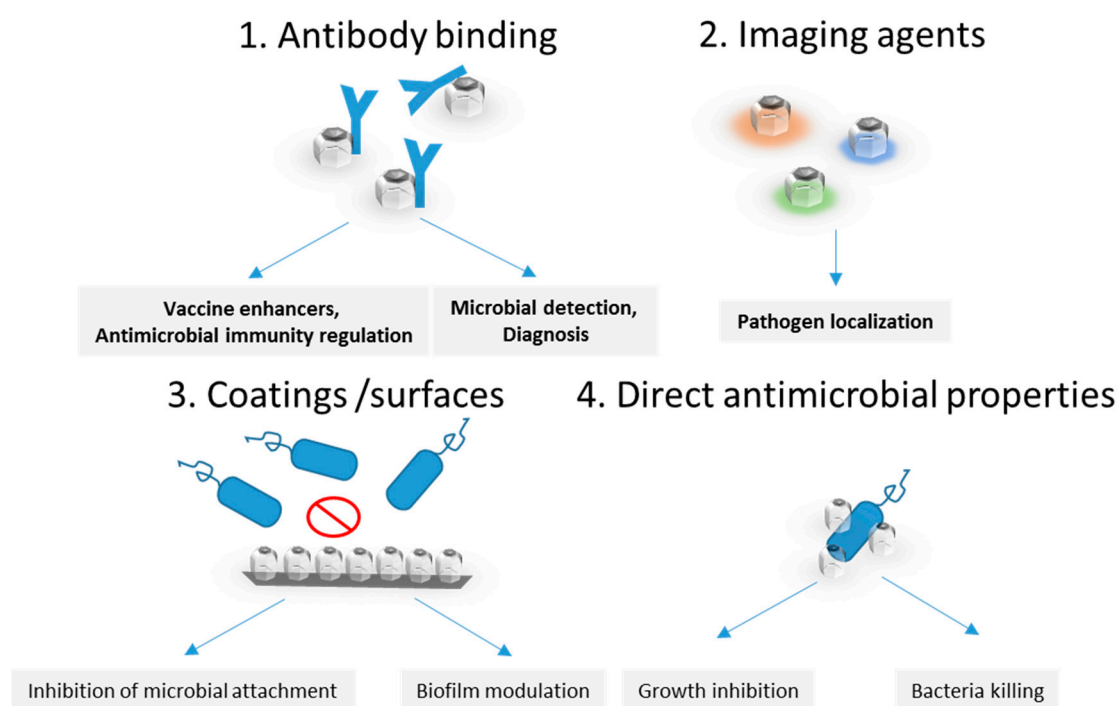 1. Antibody binding
2. Imaging agents
Vaccine enhancers,
Antimicrobial immunity regulation
Microbial detection,
Diagnosis
Pathogen localization
3. Coatings /surfaces
4. Direct antimicrobial properties
Inhibition of microbial attachment
Biofilm modulation
Growth inhibition
Bacteria killing